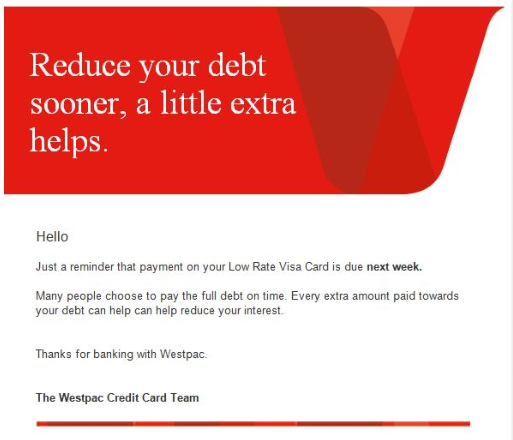 Reduce your debt
sooner, a little extra
helps.
Hello
Just a reminder that payment on your Low Rate Visa Card is due next week.
Many people choose to pay the full debt on time. Every extra amount paid towards
your debt can help can help reduce your interest.
Thanks for banking with Westpac.
The Westpac Credit Card Team